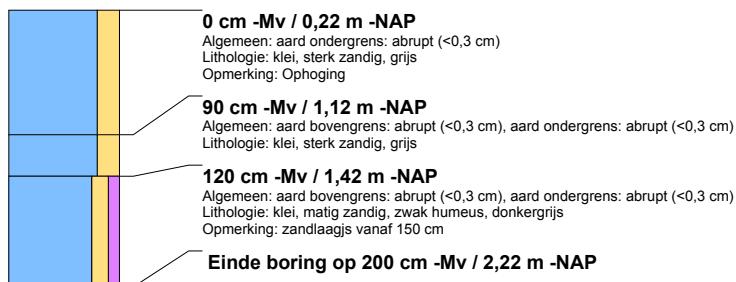 0 cm -Mv / 0,22 m -NAP
Algemeen: aard ondergrens: abrupt (<0,3 cm)
Lithologie: klei, sterk zandig, grijs
Opmerking: Ophoging
90 cm -Mv / 1,12 m -NAP
Algemeen: aard bovengrens: abrupt (<0,3 cm), aard ondergrens: abrupt (<0,3 cm)
Lithologie: klei, sterk zandig, grijs
120 cm -Mv / 1,42 m -NAP
Algemeen: aard bovengrens: abrupt (<0,3 cm), aard ondergrens: abrupt (<0,3 cm)
Lithologie: klei, matig zandig, zwak humeus, donkergrijs
Opmerking: zandlaagjs vanaf 150 cm
Einde boring op 200 cm -Mv / 2,22 m -NAP